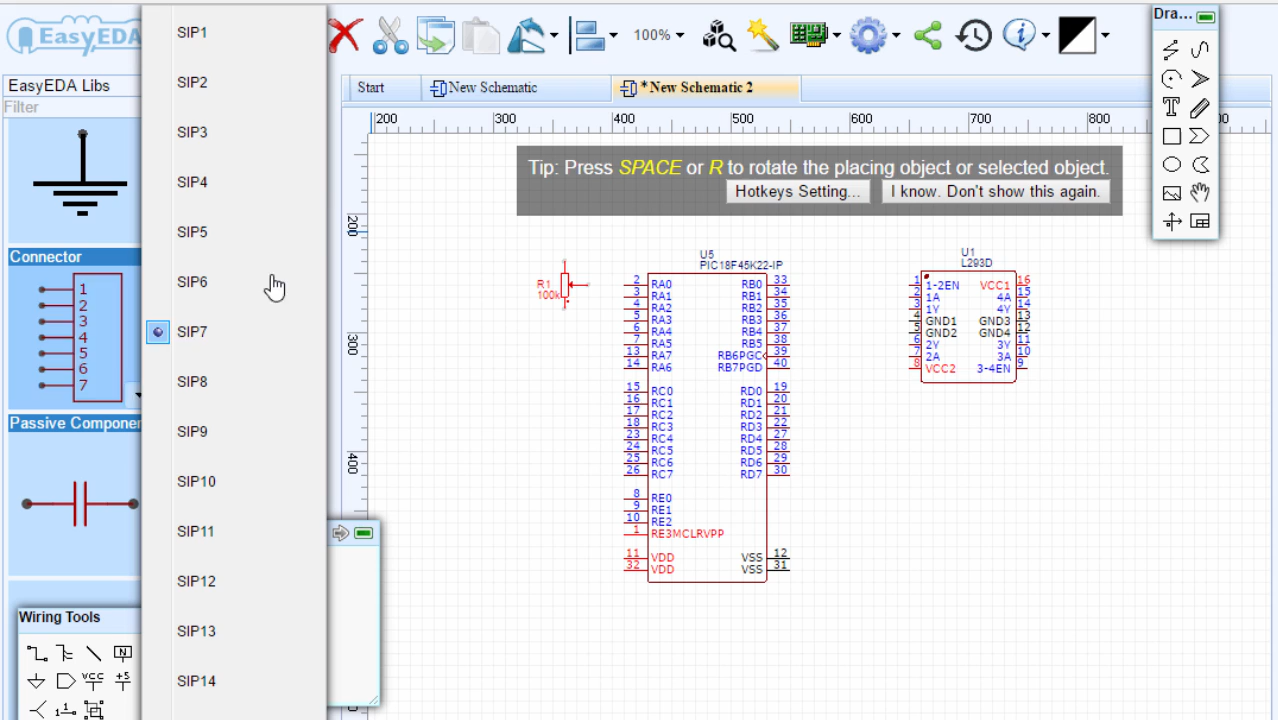 EasyEDA
100%
Dra...
EasyEDA Libs
Filter
Start
New Schematic
*New Schematic 2
200
300
400
500
600
700
800
200
300
400
Tip: Press SPACE or R to rotate the placing object or selected object.
Hotkeys Setting...
I know. Don't show this again.
Connector
1
2
3
4
5
6
7
Passive Componen
Wiring Tools
N
VCC
+5
SIP1
SIP2
SIP3
SIP4
SIP5
SIP6
SIP7
SIP8
SIP9
SIP10
SIP11
SIP12
SIP13
SIP14
R1
100k
U5
PIC18F45K22-IP
2 RA0 RB0 33
3 RA1 RB1 34
4 RA2 RB2 35
5 RA3 RB3 36
6 RA4 RB4 37
7 RA5 RB5 38
13 RA7 RB6PGC 39
14 RA6 RB7PGD 40
15 RC0 RD0 19
16 RC1 RD1 20
17 RC2 RD2 21
18 RC3 RD3 22
23 RC4 RD4 27
24 RC5 RD5 28
25 RC6 RD6 29
26 RC7 RD7 30
8 RE0
9 RE1
10 RE2
1 RE3MCLRVPP
11 VDD VSS 12
32 VDD VSS 31
U1
L293D
1 1-2EN VCC1 16
2 1A 4A 15
3 1Y 4Y 14
4 GND1 GND3 13
5 GND2 GND4 12
6 2Y 3Y 11
7 2A 3A 10
8 VCC2 3-4EN 9